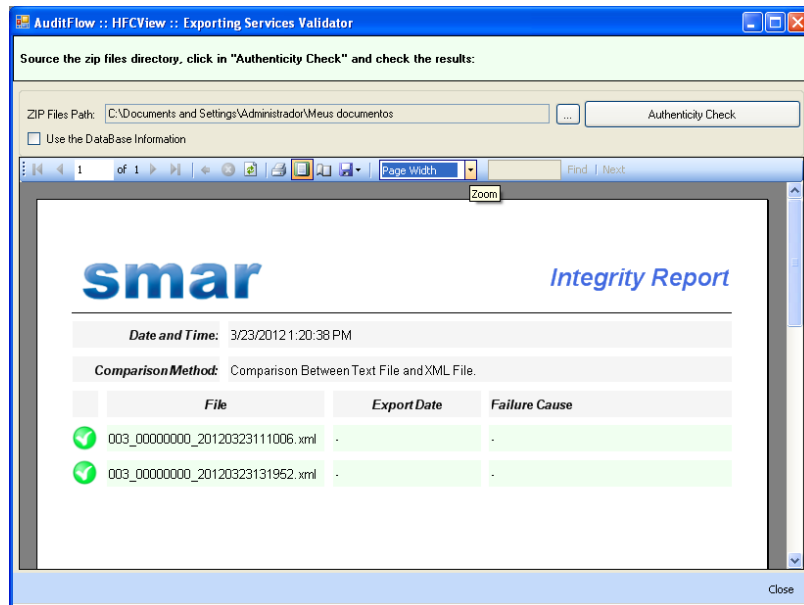 AuditFlow :: HFCView :: Exporting Services Validator
Source the zip files directory, click in "Authenticity Check" and check the results:
ZIP Files Path: C:\Documents and Settings\Administrador\Meus documentos ... Authenticity Check
Use the DataBase Information
1 of 1 Page Width Find | Next
Zoom
smar Integrity Report
Date and Time: 3/23/2012 1:20:38 PM
Comparison Method: Comparison Between Text File and XML File.
File Export Date Failure Cause
003_00000000_20120323111006.xml - -
003_00000000_20120323131952.xml - -
Close